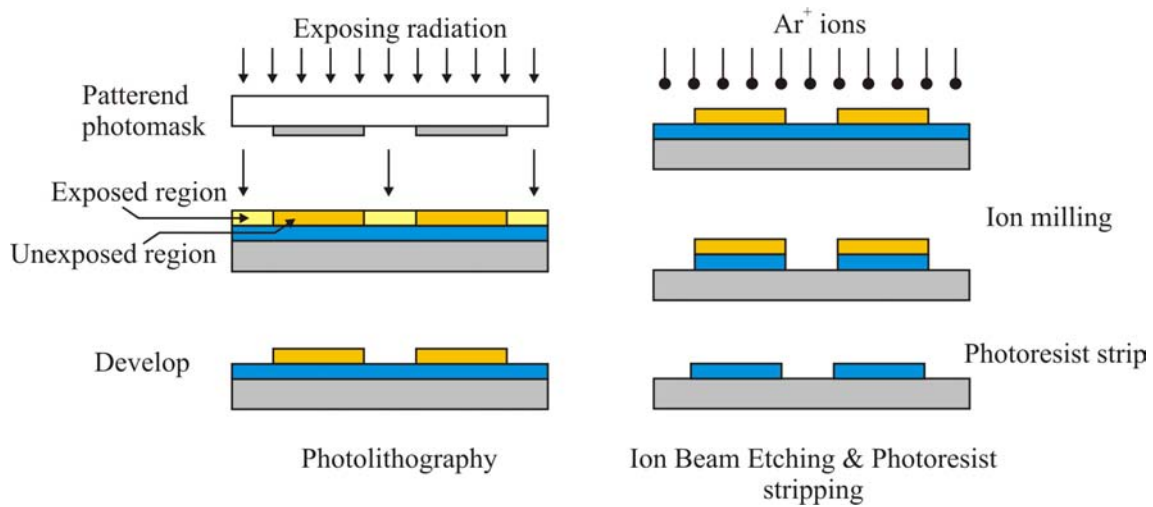 Exposing radiation
Patterend
photomask
Exposed region
Unexposed region
Develop
Photolithography
Ar⁺ ions
Ion milling
Photoresist strip
Ion Beam Etching & Photoresist
stripping